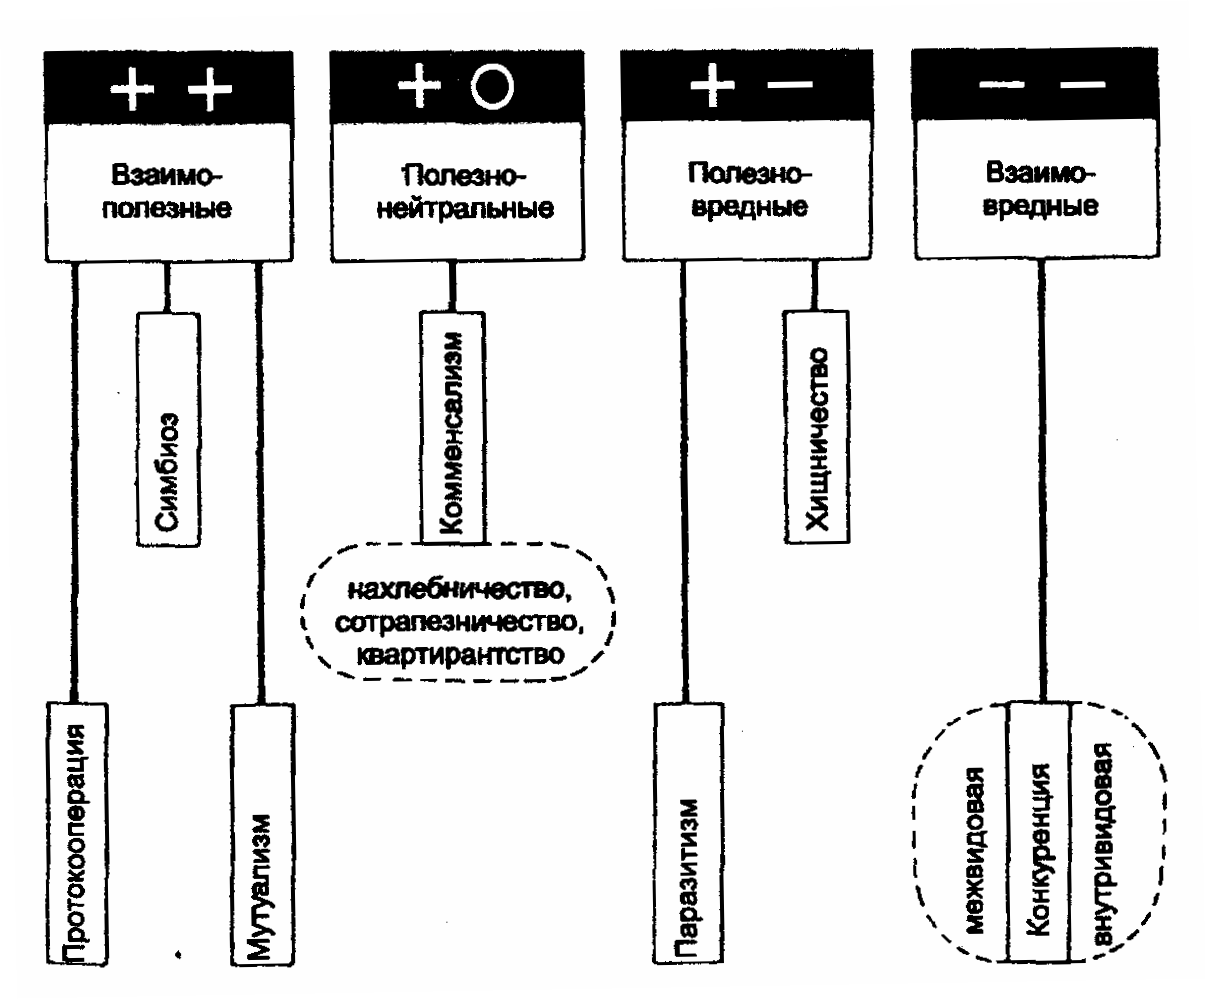 + +
Взаимо-
полезные
Протокооперация
Симбиоз
Мутуализм
+ О
Полезно-
нейтральные
Комменсализм
нахлебничество,
сотрапезничество,
квартирантство
+ —
Полезно-
вредные
Паразитизм
Хищничество
— —
Взаимо-
вредные
межвидовая
Конкуренция
внутривидовая